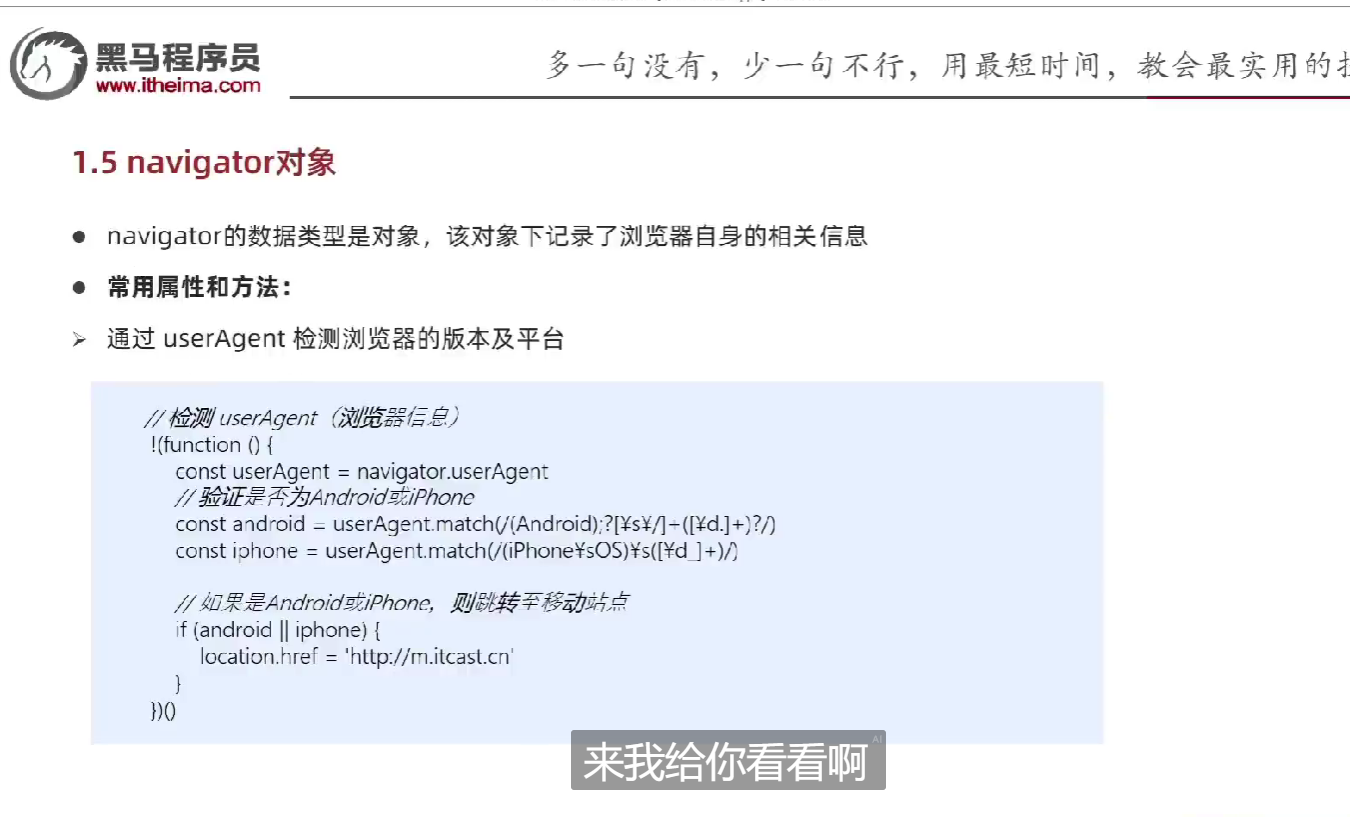 黑马程序员
www.itheima.com
多一句没有，少一句不行，用最短时间，教会最实用的
1.5 navigator对象
● navigator的数据类型是对象，该对象下记录了浏览器自身的相关信息
● 常用属性和方法：
➢ 通过 userAgent 检测浏览器的版本及平台
// 检测 userAgent（浏览器信息）
!(function () {
const userAgent = navigator.userAgent
// 验证是否为Android或iPhone
const android = userAgent.match(/(Android);?[¥s¥/]+([¥d.]+)?/)
const iphone = userAgent.match(/(iPhone¥sOS)¥s([¥d_]+)/)
// 如果是Android或iPhone，则跳转至移动站点
if (android || iphone) {
location.href = 'http://m.itcast.cn'
}
})()
AI
来我给你看看啊